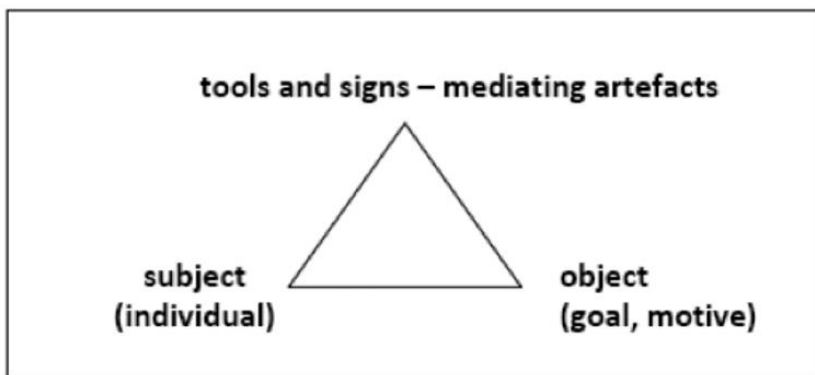 tools and signs – mediating artefacts
subject
(individual)
object
(goal, motive)